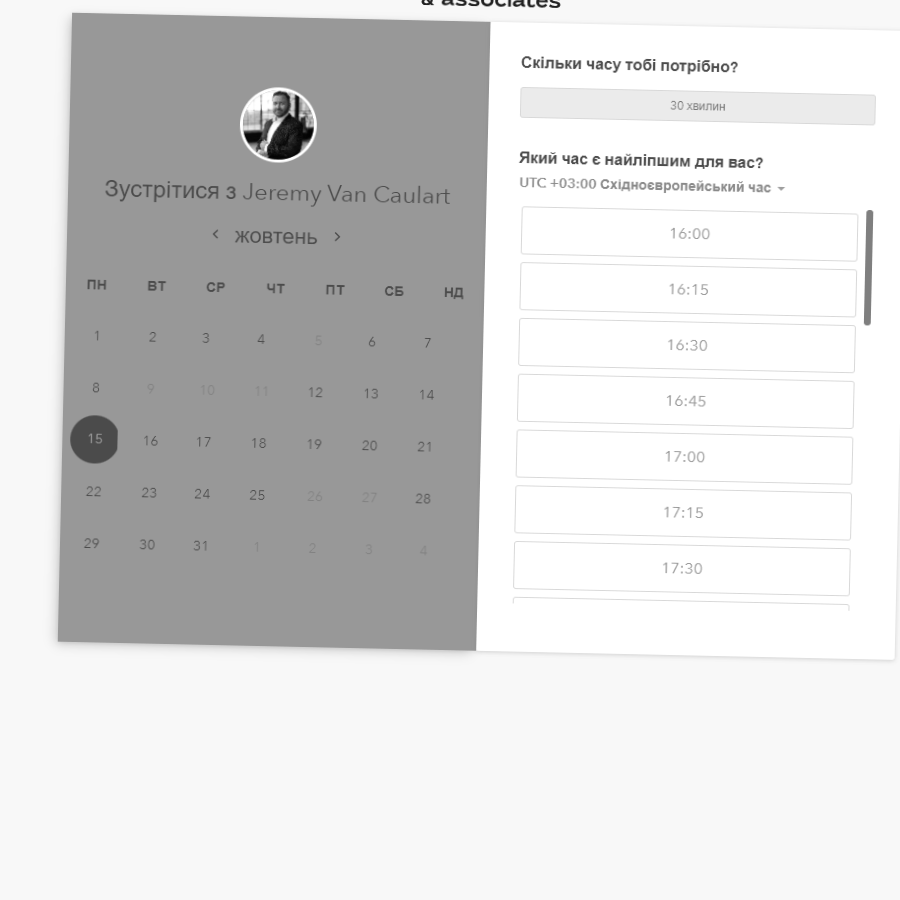 & associates
Зустрітися з Jeremy Van Caulart
жовтень
ПН ВТ СР ЧТ ПТ СБ НД
1 2 3 4 5 6 7
8 9 10 11 12 13 14
15 16 17 18 19 20 21
22 23 24 25 26 27 28
29 30 31 1 2 3 4
Скільки часу тобі потрібно?
30 хвилин
Який час є найліпшим для вас?
UTC +03:00 Східноєвропейський час
16:00
16:15
16:30
16:45
17:00
17:15
17:30